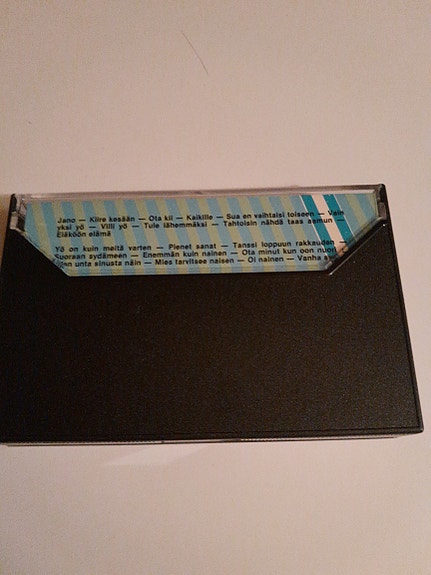 Jano — Kiire kesään — Ota kii — Kaikille — Sua en vaihtaisi toiseen — Vain
yksi yö — Villi yö — Tule lähemmäksi — Tahtoisin nähdä taas aamun —
Eläköön elämä
Yö on kuin meitä varten — Pienet sanat — Tanssi loppuun rakkauden —
Suoraan sydämeen — Enemmän kuin nainen — Ota minut kun oon nuori
unta sinusta näin — Mies tarvitsee naisen — Oi nainen — Vanha